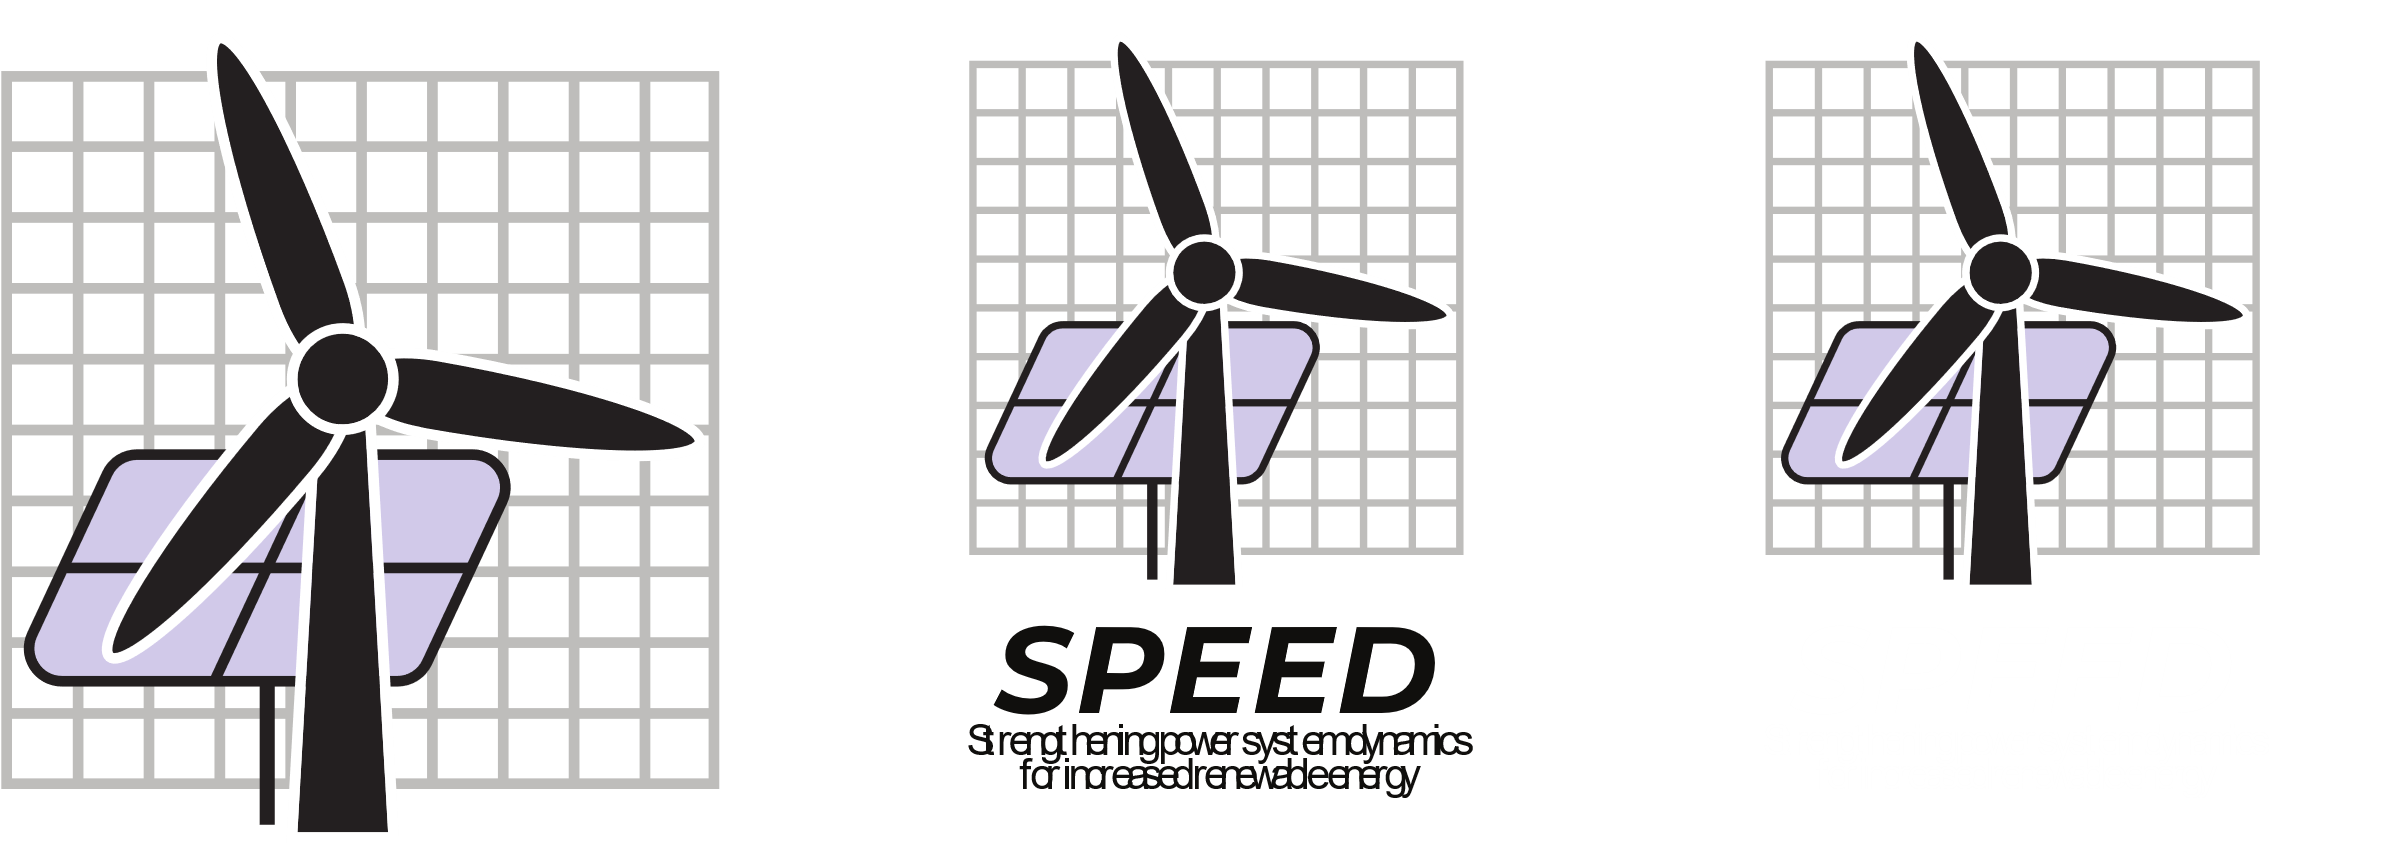 SPEED
Strengthening power system dynamics
for increased renewable energy